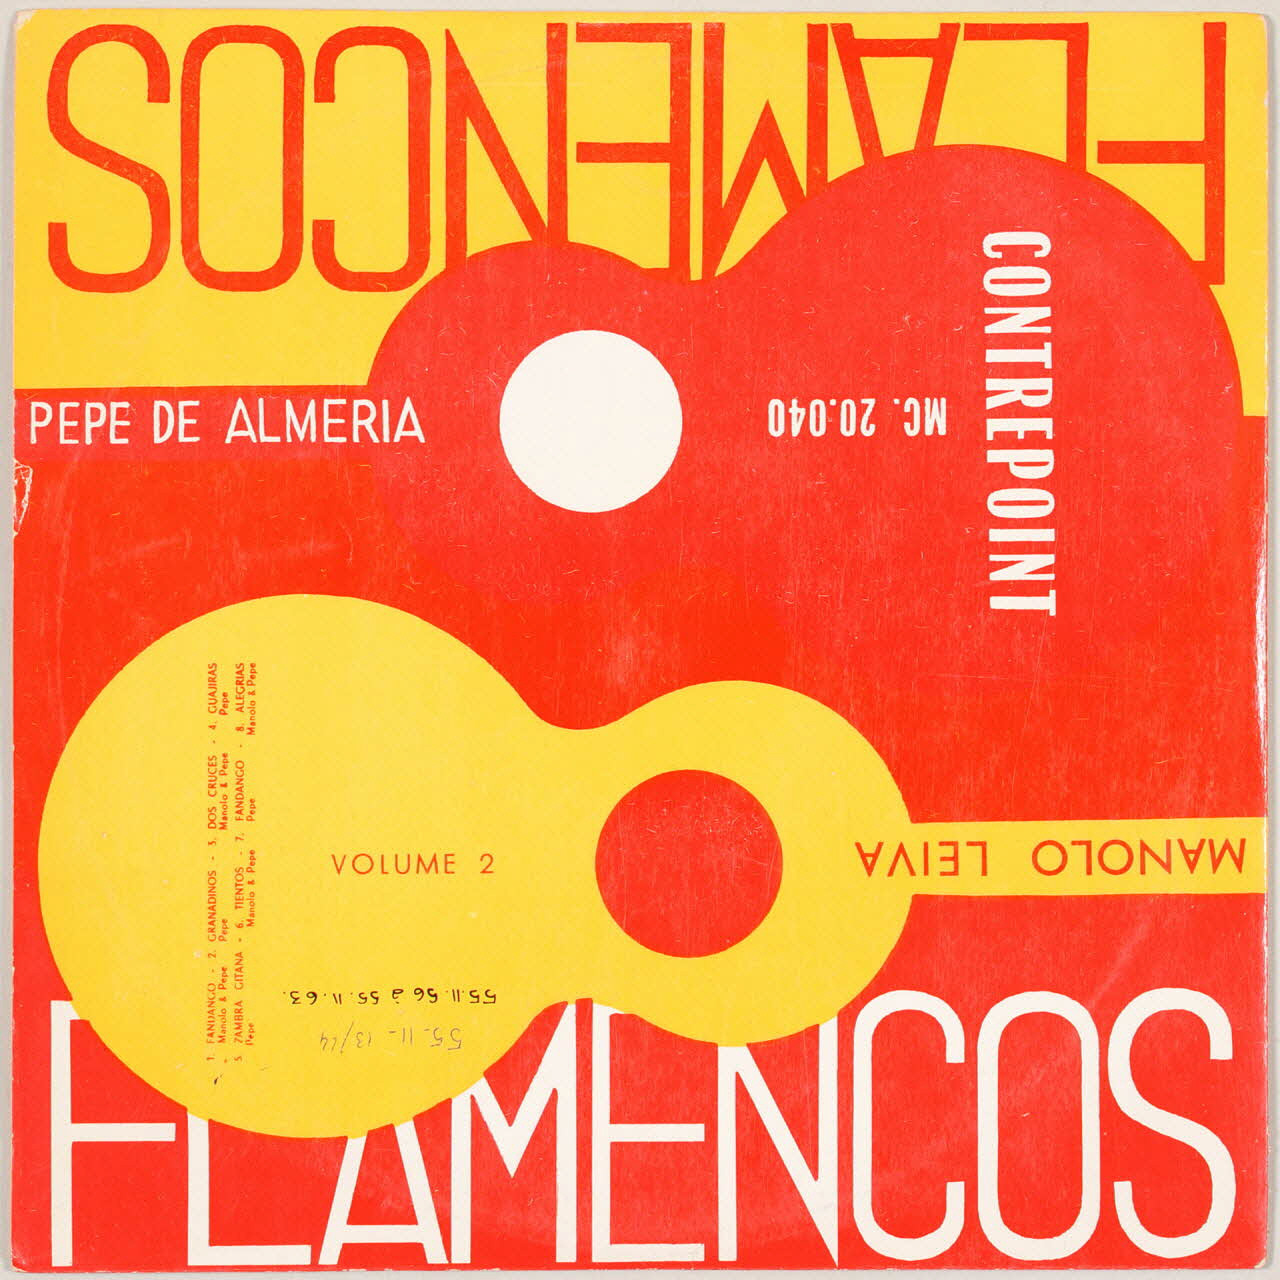 FLAMENCOS
CONTREPOINT
MC. 20.040
PEPE DE ALMERIA
1. FANDANGO - 2. GRANADINOS - 3. DOS CRUCES - 4. GUAJIRAS
Manolo & Pepe Pepe Manolo & Pepe Pepe
5. ZAMBRA GITANA - 6. TIENTOS - 7. FANDANGO - 8. ALEGRIAS
Pepe Manolo & Pepe Pepe Manolo & Pepe
VOLUME 2
MANOLO LEIVA
55.11.56 à 55.11.63.
55-11-13/14
FLAMENCOS